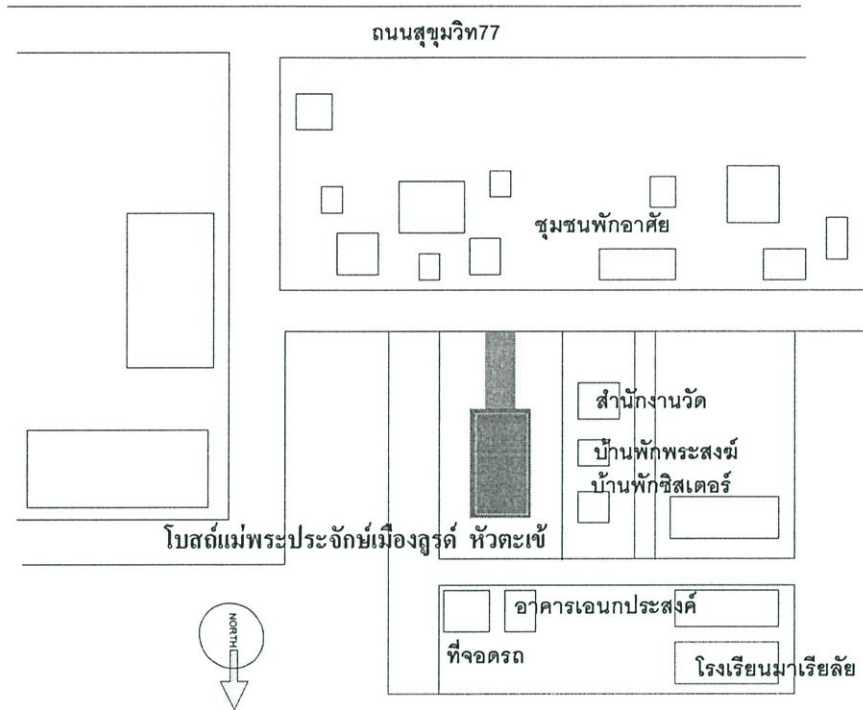 ถนนสุขุมวิท77
ชุมชนพักอาศัย
สำนักงานวัด
บ้านพักพระสงฆ์
บ้านพักซิสเตอร์
โบสถ์แม่พระประจักษ์เมืองลูรด์ หัวตะเข้
อาคารเอนกประสงค์
ที่จอดรถ
โรงเรียนมาเรียลัย
NORTH